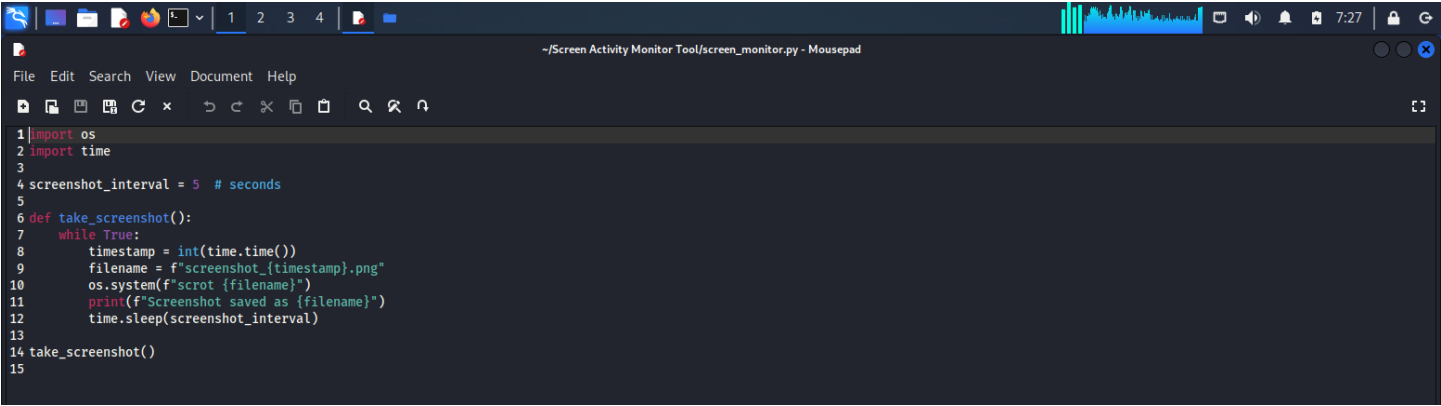 1 2 3 4 7:27
~/Screen Activity Monitor Tool/screen_monitor.py - Mousepad
File Edit Search View Document Help
1 import os
2 import time
3
4 screenshot_interval = 5  # seconds
5
6 def take_screenshot():
7     while True:
8         timestamp = int(time.time())
9         filename = f"screenshot_{timestamp}.png"
10         os.system(f"scrot {filename}")
11         print(f"Screenshot saved as {filename}")
12         time.sleep(screenshot_interval)
13
14 take_screenshot()
15